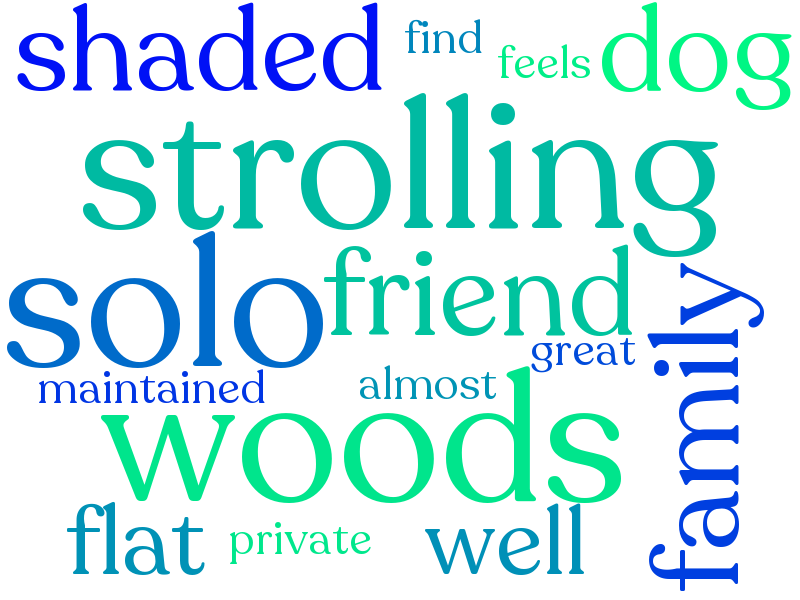 shaded find feels dog
strolling
solo friend
great
family
maintained almost
woods
flat private well